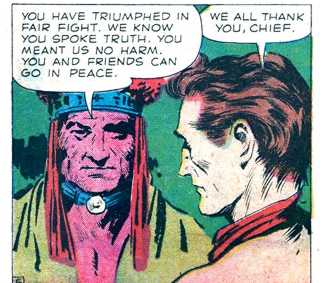 YOU HAVE TRIUMPHED IN
FAIR FIGHT. WE KNOW
YOU SPOKE TRUTH. YOU
MEANT US NO HARM.
YOU AND FRIENDS CAN
GO IN PEACE.
WE ALL THANK
YOU, CHIEF.